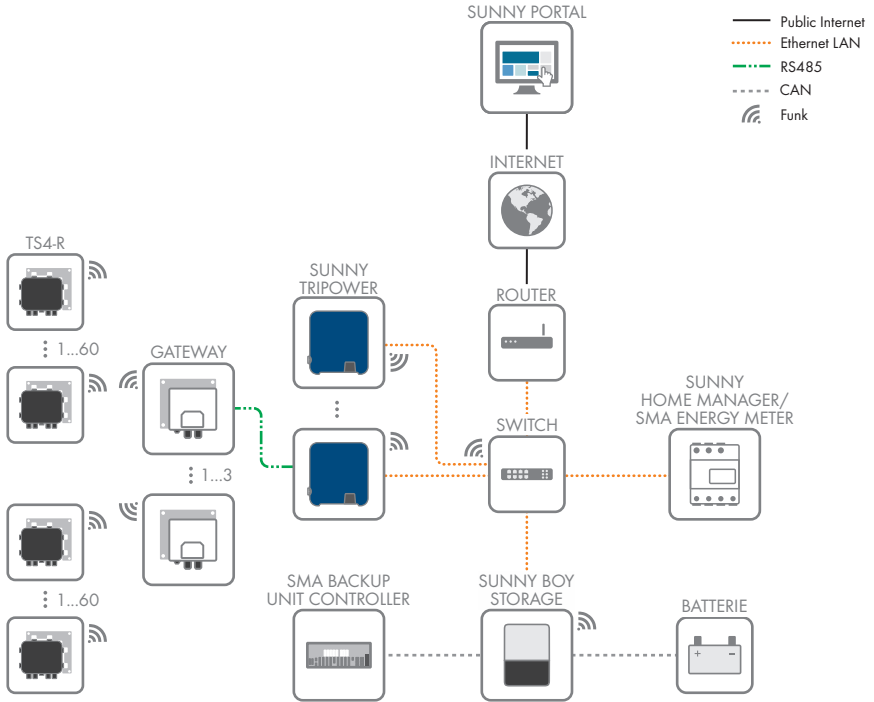 SUNNY PORTAL
Public Internet
Ethernet LAN
RS485
CAN
Funk
INTERNET
TS4-R
SUNNY
TRIPOWER
ROUTER
1...60
GATEWAY
SUNNY
HOME MANAGER/
SMA ENERGY METER
SWITCH
1...3
SMA BACKUP
UNIT CONTROLLER
SUNNY BOY
STORAGE
1...60
BATTERIE
+ −